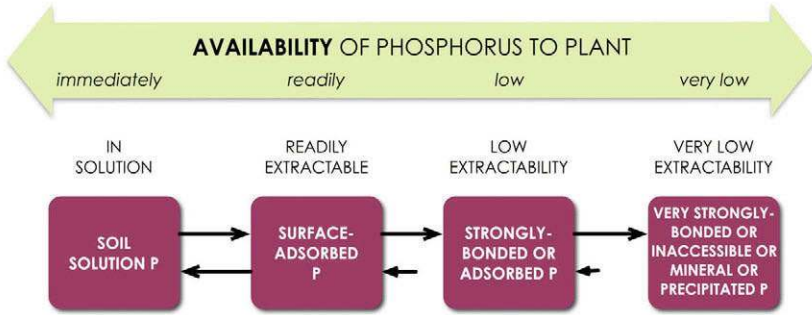 AVAILABILITY OF PHOSPHORUS TO PLANT
immediately readily low very low
IN
SOLUTION
READILY
EXTRACTABLE
LOW
EXTRACTABILITY
VERY LOW
EXTRACTABILITY
SOIL
SOLUTION P
SURFACE-
ADSORBED
P
STRONGLY-
BONDED OR
ADSORBED P
VERY STRONGLY-
BONDED OR
INACCESSIBLE OR
MINERAL OR
PRECIPITATED P